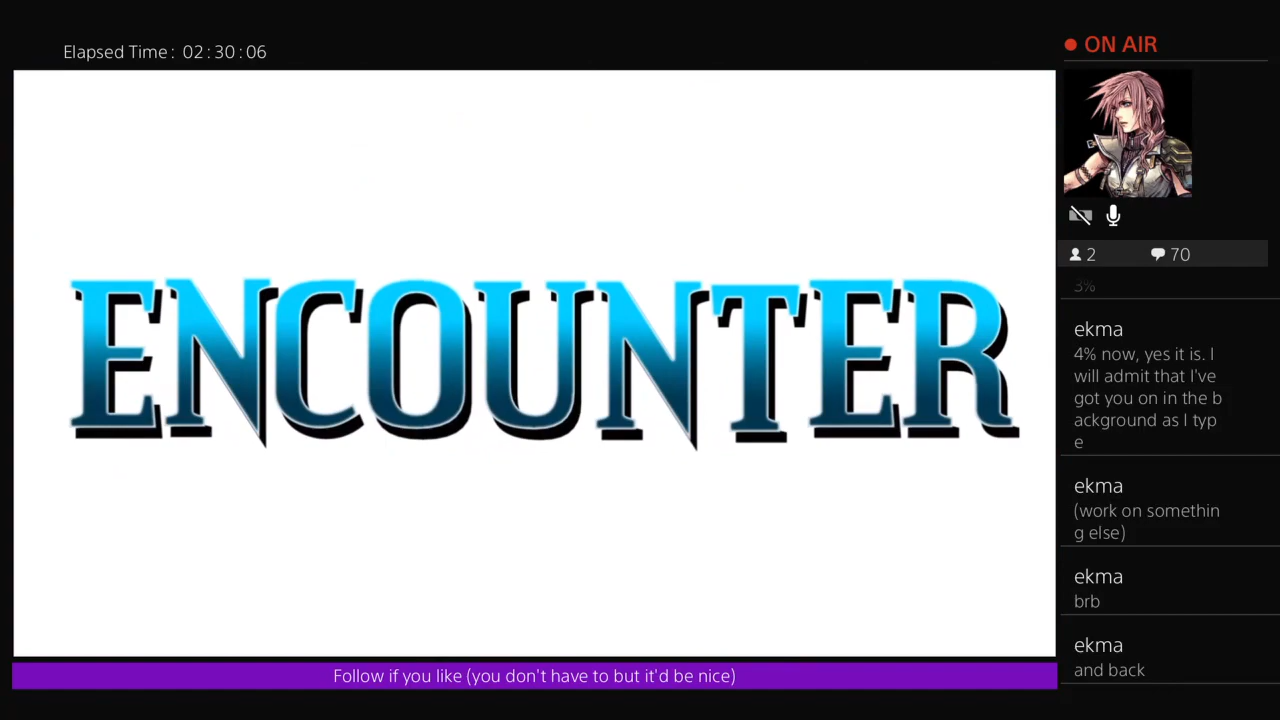 Elapsed Time: 02:30:06
ON AIR
2 70
3%
ENCOUNTER
ekma
4% now, yes it is. I
will admit that I've
got you on in the b
ackground as I typ
e
ekma
(work on somethin
g else)
ekma
brb
ekma
and back
Follow if you like (you don't have to but it'd be nice)